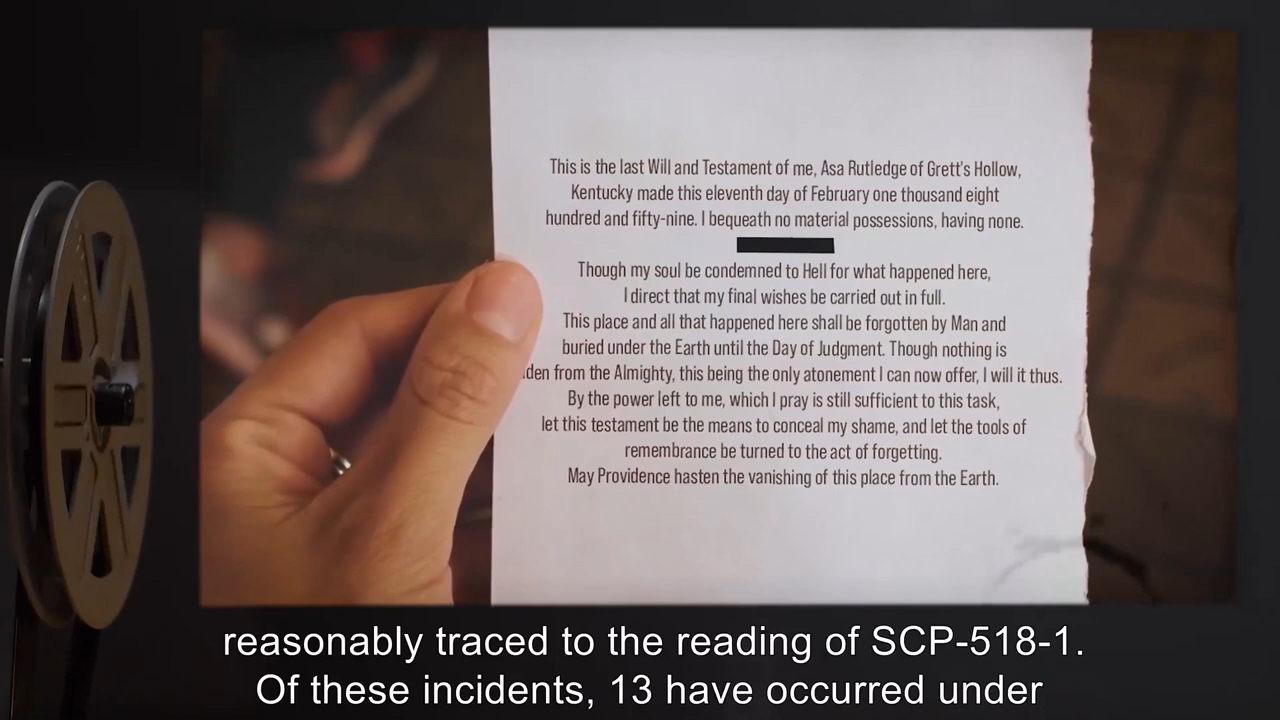 This is the last Will and Testament of me, Asa Rutledge of Grett's Hollow,
Kentucky made this eleventh day of February one thousand eight
hundred and fifty-nine. I bequeath no material possessions, having none.
Though my soul be condemned to Hell for what happened here,
I direct that my final wishes be carried out in full.
This place and all that happened here shall be forgotten by Man and
buried under the Earth until the Day of Judgment. Though nothing is
from the Almighty, this being the only atonement I can now offer, I will it thus.
By the power left to me, which I pray is still sufficient to this task,
let this testament be the means to conceal my shame, and let the tools of
remembrance be turned to the act of forgetting.
May Providence hasten the vanishing of this place from the Earth.
reasonably traced to the reading of SCP-518-1.
Of these incidents, 13 have occurred under